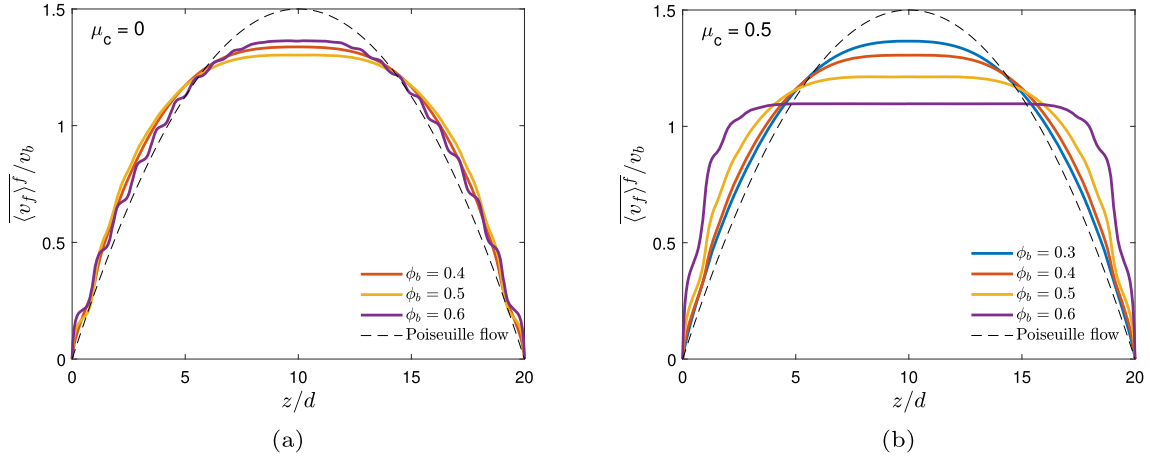 μ_c = 0
1.5
1
0.5
0
⟨v_f⟩^f/v_b
ϕ_b = 0.4
ϕ_b = 0.5
ϕ_b = 0.6
Poiseuille flow
0 5 10 15 20
z/d
(a)
μ_c = 0.5
1.5
1
0.5
0
⟨v_f⟩^f/v_b
ϕ_b = 0.3
ϕ_b = 0.4
ϕ_b = 0.5
ϕ_b = 0.6
Poiseuille flow
0 5 10 15 20
z/d
(b)